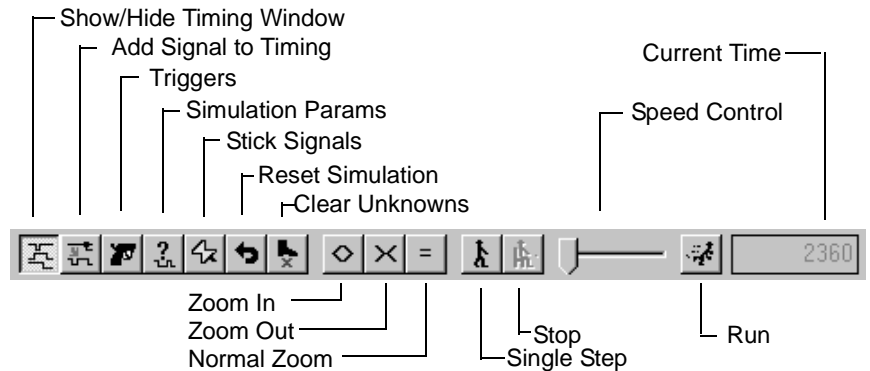 Show/Hide Timing Window
Add Signal to Timing
Current Time
Triggers
Simulation Params
Speed Control
Stick Signals
Reset Simulation
Clear Unknowns
?
=
2360
Zoom In
Zoom Out
Stop
Run
Normal Zoom
Single Step